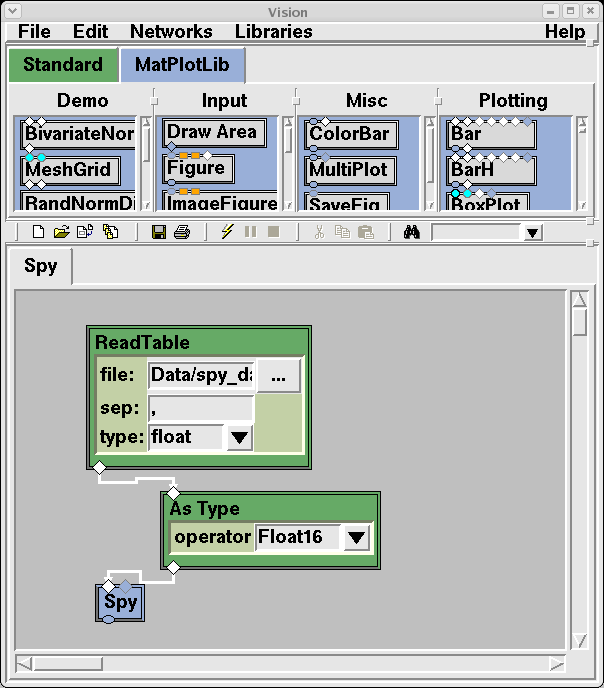 Vision
File Edit Networks Libraries Help
Standard MatPlotLib
Demo Input Misc Plotting
BivariateNor Draw Area ColorBar Bar
MeshGrid Figure MultiPlot BarH
RandNormDi ImageFigure SaveFig BoxPlot
Spy
ReadTable
file: Data/spy_da ...
sep: ,
type: float
As Type
operator Float16
Spy